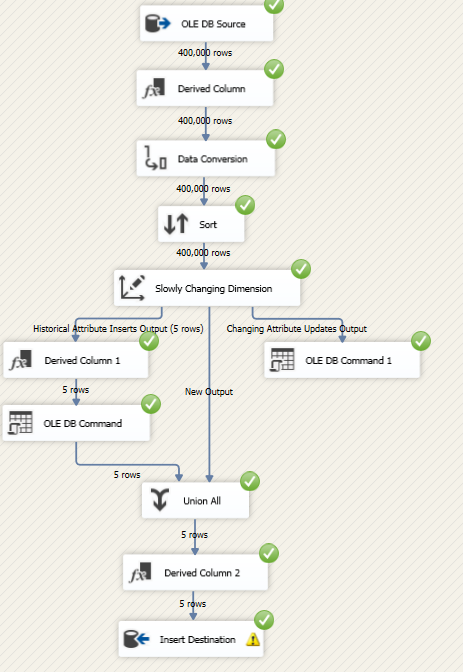 OLE DB Source
400,000 rows
Derived Column
400,000 rows
Data Conversion
400,000 rows
Sort
400,000 rows
Slowly Changing Dimension
Historical Attribute Inserts Output (5 rows)
Changing Attribute Updates Output
Derived Column 1
OLE DB Command 1
5 rows
New Output
OLE DB Command
5 rows
Union All
5 rows
Derived Column 2
5 rows
Insert Destination